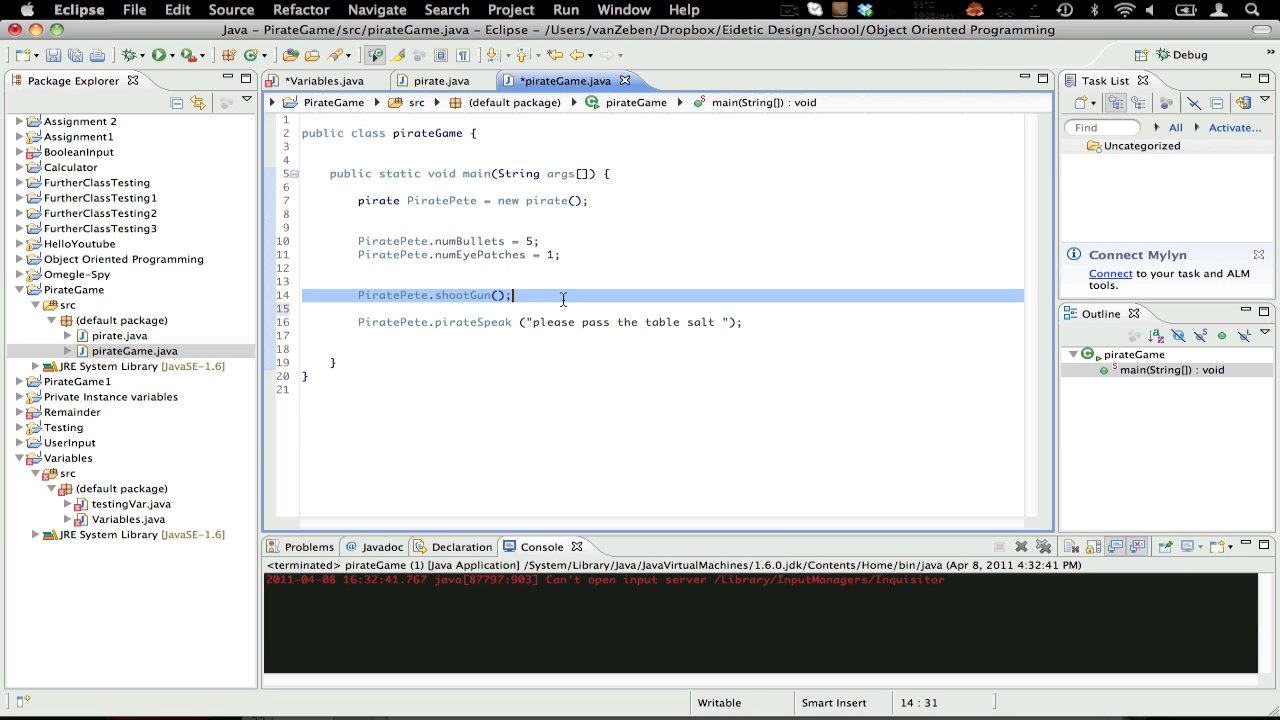 Eclipse File Edit Source Refactor Navigate Search Project Run Window Help
Java – PirateGame/src/pirateGame.java – Eclipse – /Users/vanZeben/Dropbox/Eidetic Design/School/Object Oriented Programming
Debug
Package Explorer
Assignment 2
Assignment1
BooleanInput
Calculator
FurtherClassTesting
FurtherClassTesting1
FurtherClassTesting2
FurtherClassTesting3
HelloYoutube
Object Oriented Programming
Omegle-Spy
PirateGame
src
(default package)
pirate.java
pirateGame.java
JRE System Library [JavaSE-1.6]
PirateGame1
Private Instance variables
Remainder
Testing
UserInput
Variables
src
(default package)
testingVar.java
Variables.java
JRE System Library [JavaSE-1.6]
*Variables.java pirate.java *pirateGame.java
PirateGame src (default package) pirateGame main(String[]) : void
1
2 public class pirateGame {
3
4
5 public static void main(String args[]) {
6
7 pirate PiratePete = new pirate();
8
9
10 PiratePete.numBullets = 5;
11 PiratePete.numEyePatches = 1;
12
13
14 PiratePete.shootGun();
15
16 PiratePete.pirateSpeak ("please pass the table salt ");
17
18
19 }
20 }
21
Task List
Find All Activate...
Uncategorized
Connect Mylyn
Connect to your task and ALM
tools.
Outline
pirateGame
main(String[]) : void
Problems Javadoc Declaration Console
<terminated> pirateGame (1) [Java Application] /System/Library/Java/JavaVirtualMachines/1.6.0.jdk/Contents/Home/bin/java (Apr 8, 2011 4:32:41 PM)
2011-04-08 16:32:41.767 java[87797:903] Can't open input server /Library/InputManagers/Inquisitor
Writable Smart Insert 14 : 31